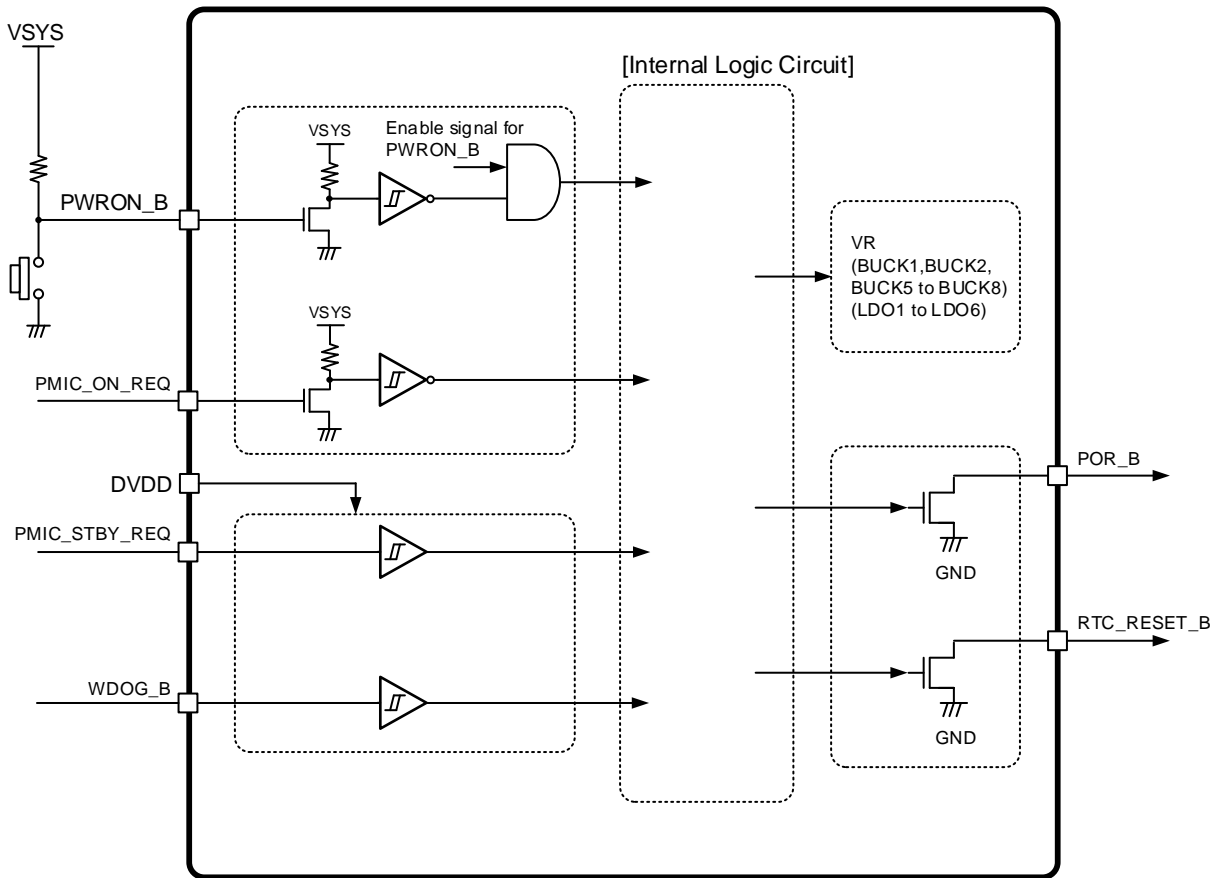 VSYS
[Internal Logic Circuit]
VSYS
Enable signal for
PWRON_B
PWRON_B
VR
(BUCK1,BUCK2,
BUCK5 to BUCK8)
(LDO1 to LDO6)
VSYS
PMIC_ON_REQ
DVDD
PMIC_STBY_REQ
POR_B
GND
RTC_RESET_B
WDOG_B
GND